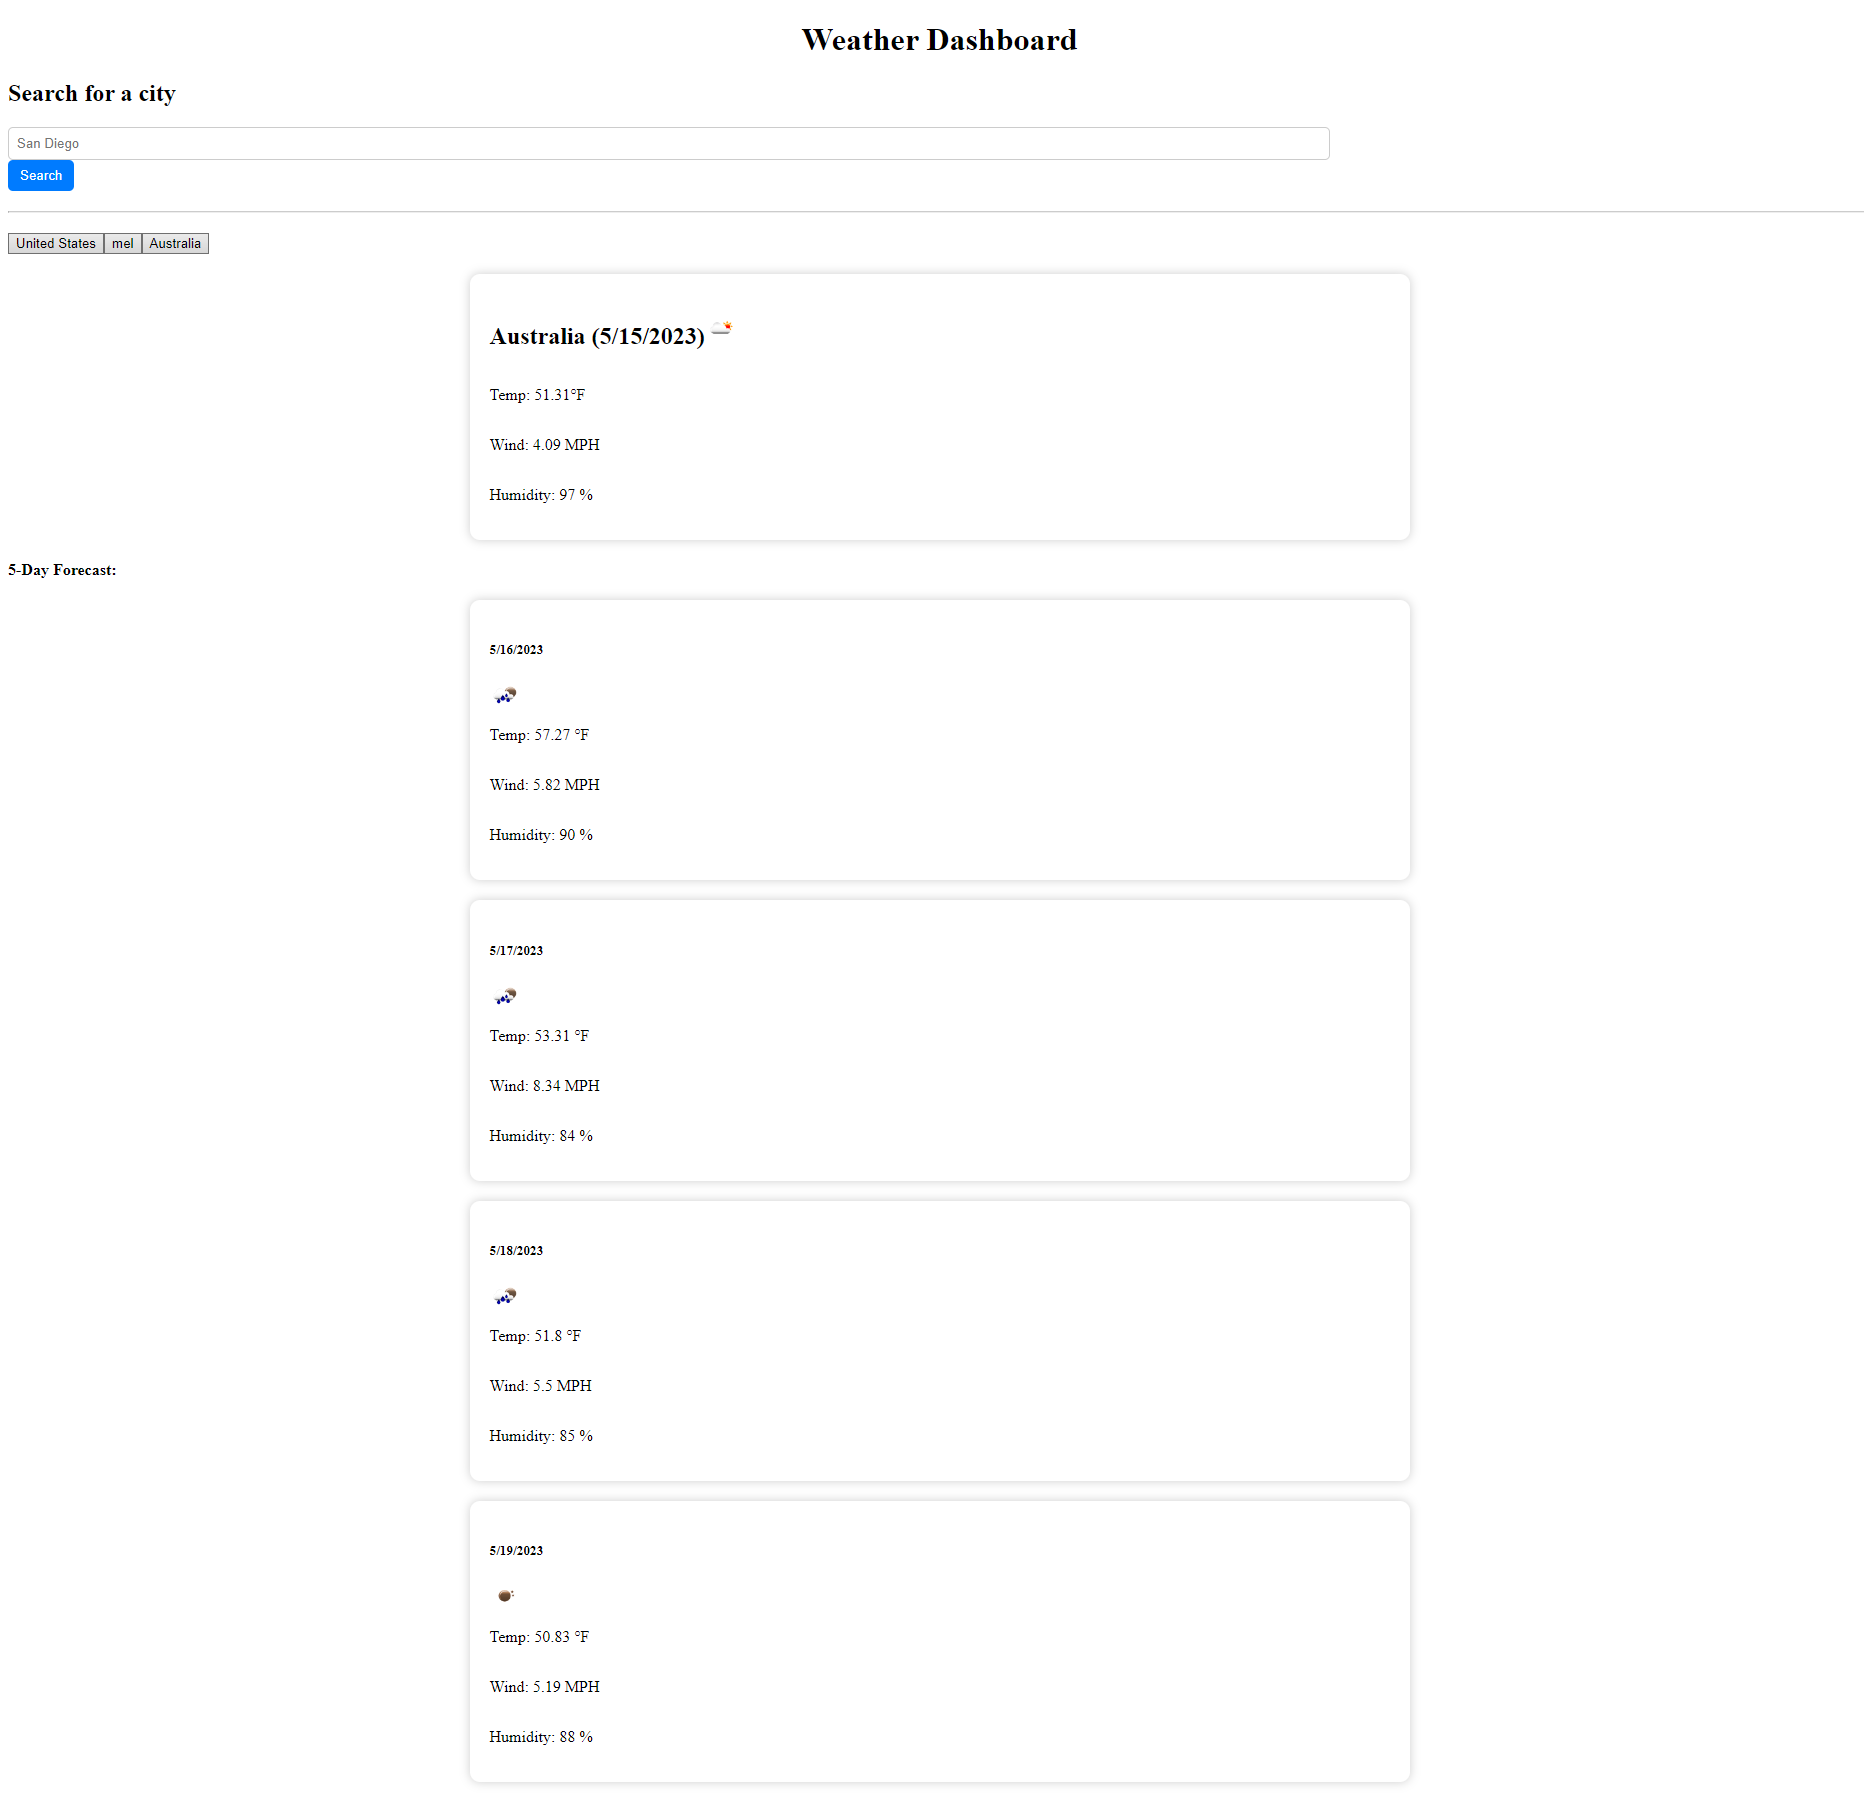 Weather Dashboard
Search for a city
San Diego
Search
United States mel Australia
Australia (5/15/2023)
Temp: 51.31°F
Wind: 4.09 MPH
Humidity: 97 %
5-Day Forecast:
5/16/2023
Temp: 57.27 °F
Wind: 5.82 MPH
Humidity: 90 %
5/17/2023
Temp: 53.31 °F
Wind: 8.34 MPH
Humidity: 84 %
5/18/2023
Temp: 51.8 °F
Wind: 5.5 MPH
Humidity: 85 %
5/19/2023
Temp: 50.83 °F
Wind: 5.19 MPH
Humidity: 88 %